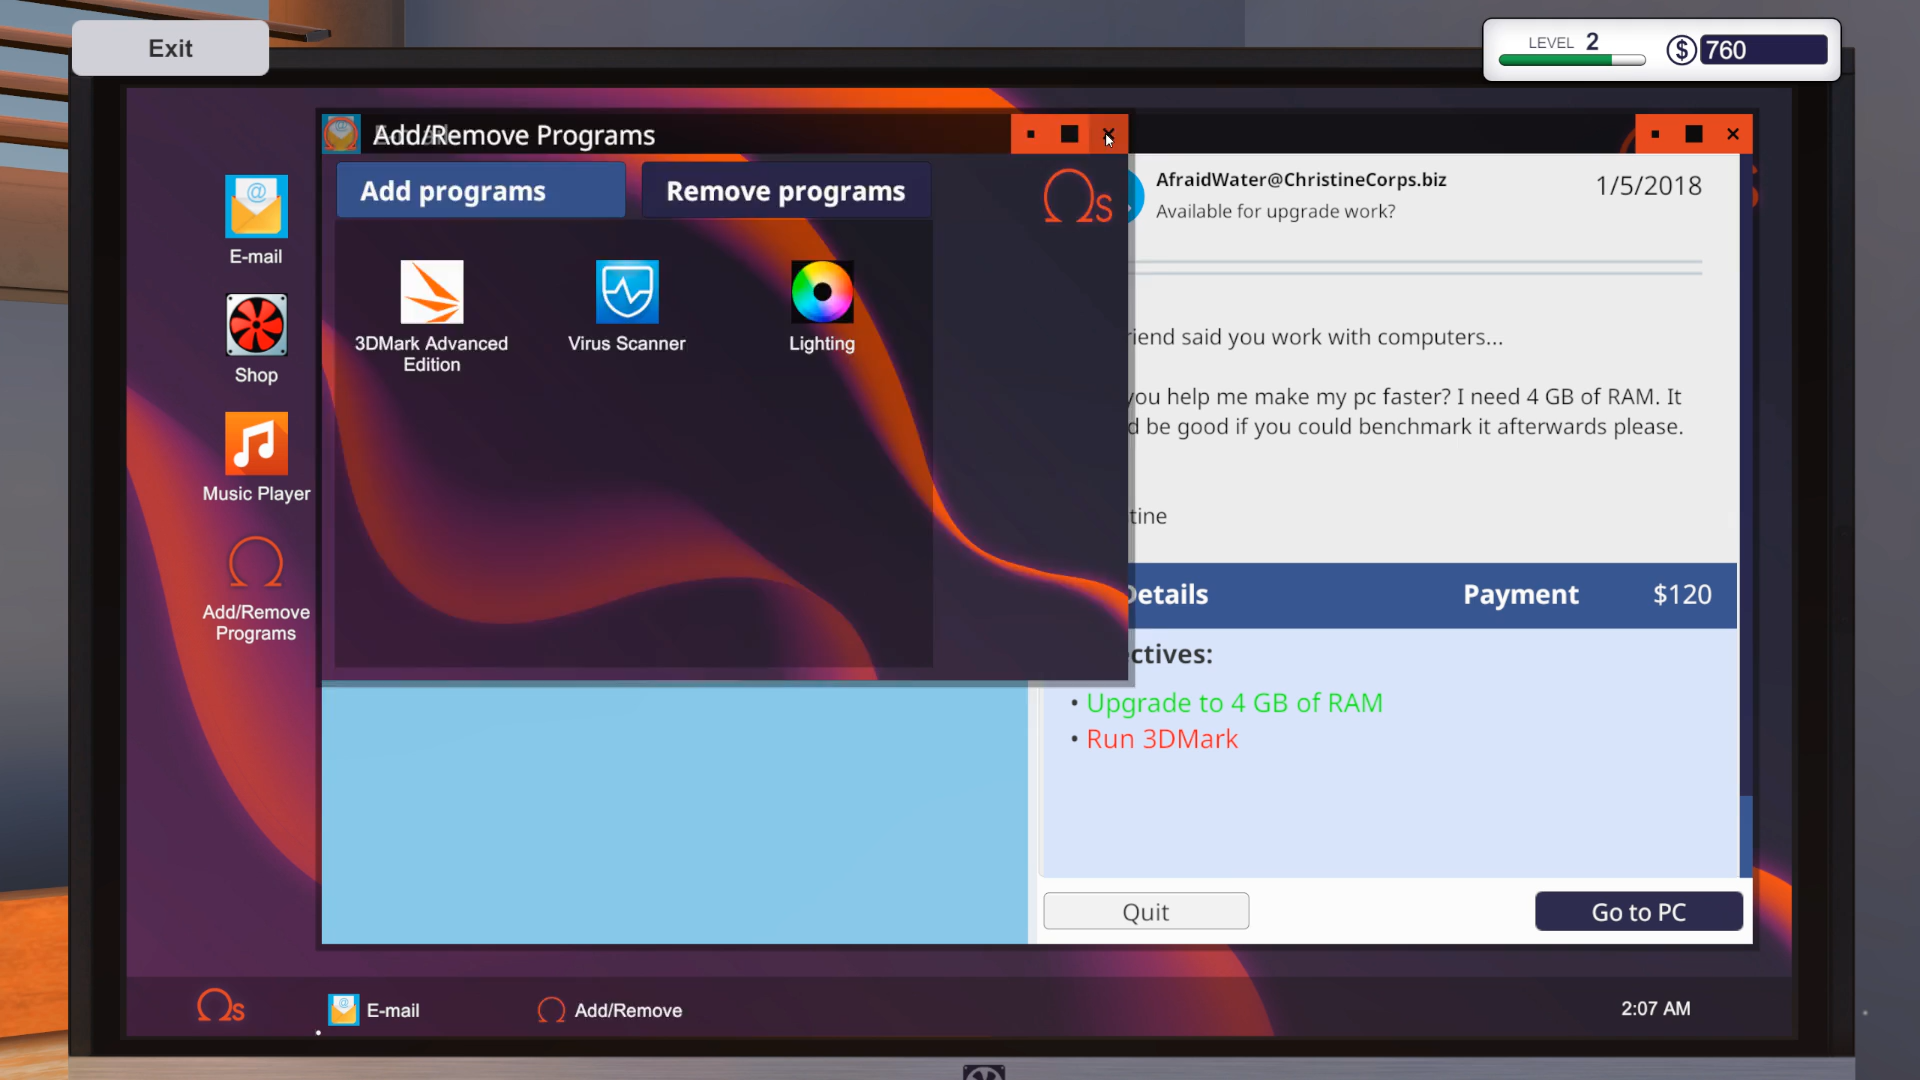 Exit
LEVEL 2
$ 760
Add/Remove Programs
Add programs
Remove programs
Ωs
3DMark Advanced
Edition
Virus Scanner
Lighting
E-mail
Shop
Music Player
Add/Remove
Programs
AfraidWater@ChristineCorps.biz
1/5/2018
Available for upgrade work?
riend said you work with computers...
you help me make my pc faster? I need 4 GB of RAM. It
d be good if you could benchmark it afterwards please.
tine
Details
Payment
$120
ctives:
• Upgrade to 4 GB of RAM
• Run 3DMark
Quit
Go to PC
Ωs
E-mail
Add/Remove
2:07 AM